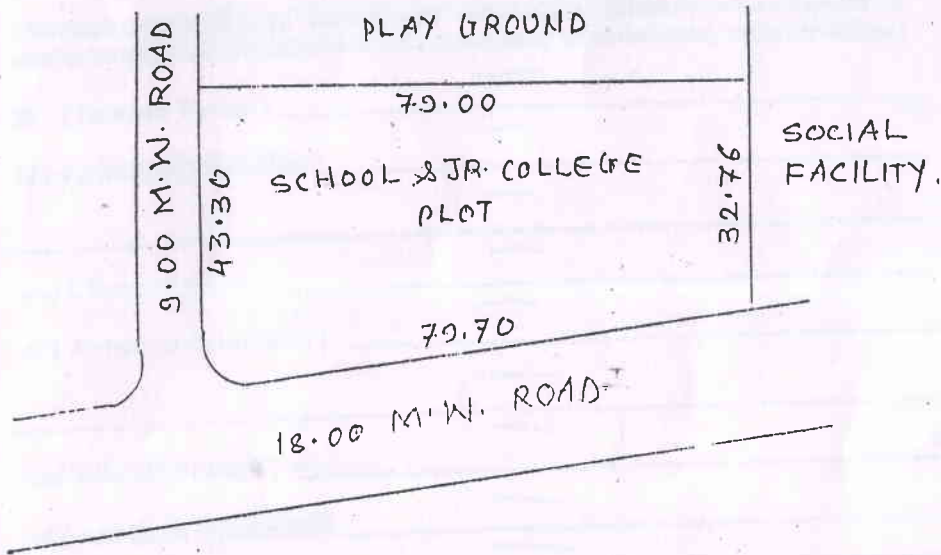 PLAY GROUND
9.00 M.W. ROAD
79.00
SCHOOL & JR. COLLEGE
PLOT
43.30
32.76
SOCIAL
FACILITY.
79.70
18.00 M.W. ROAD